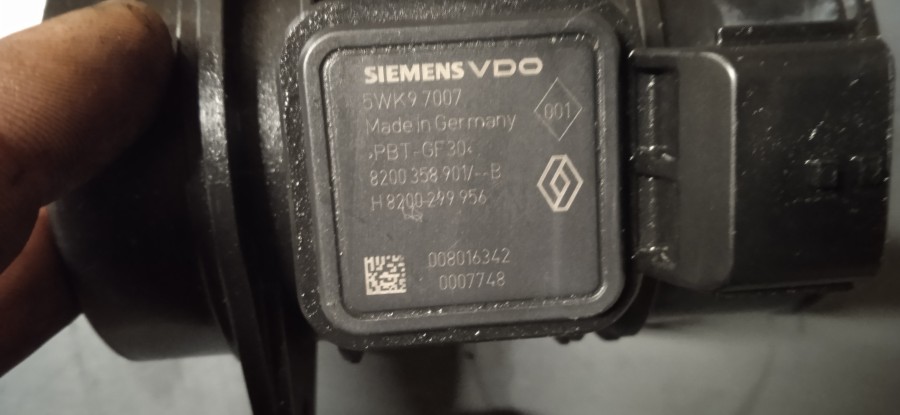 SIEMENS VDO
5WK9 7007
001
Made in Germany
>PBT-GF30<
8200 358 901/--B
H 8200 299 956
008016342
0007748